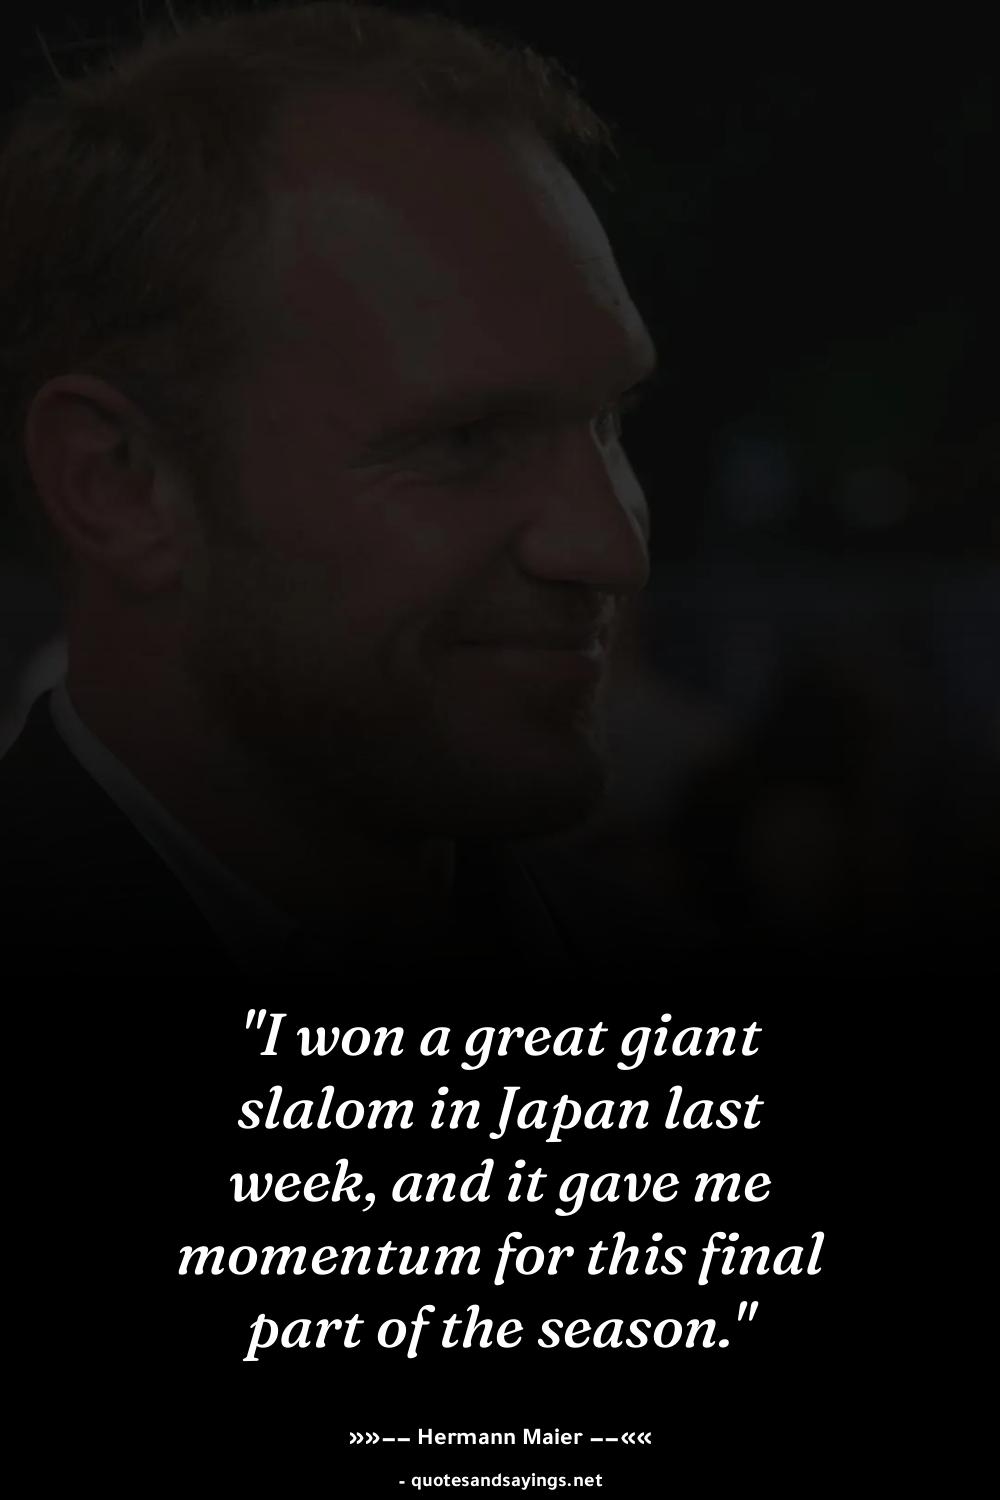 "I won a great giant
slalom in Japan last
week, and it gave me
momentum for this final
part of the season."
»»−− Hermann Maier −−««
- quotesandsayings.net